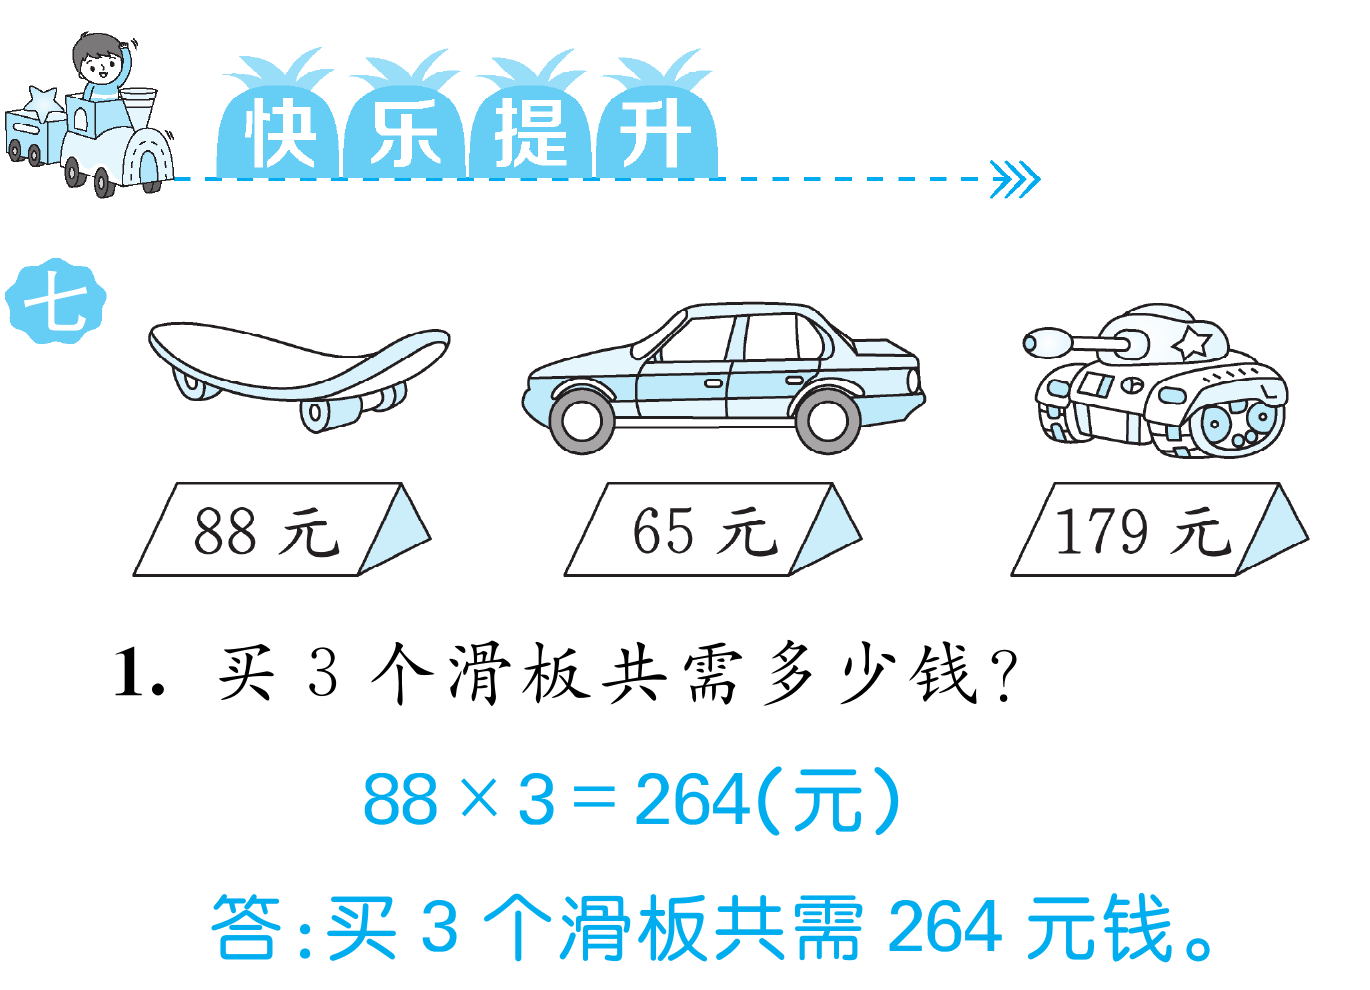 快乐提升
七
88 元 65 元 179 元
1. 买 3 个滑板共需多少钱?
88 × 3 = 264(元)
答:买 3 个滑板共需 264 元钱。